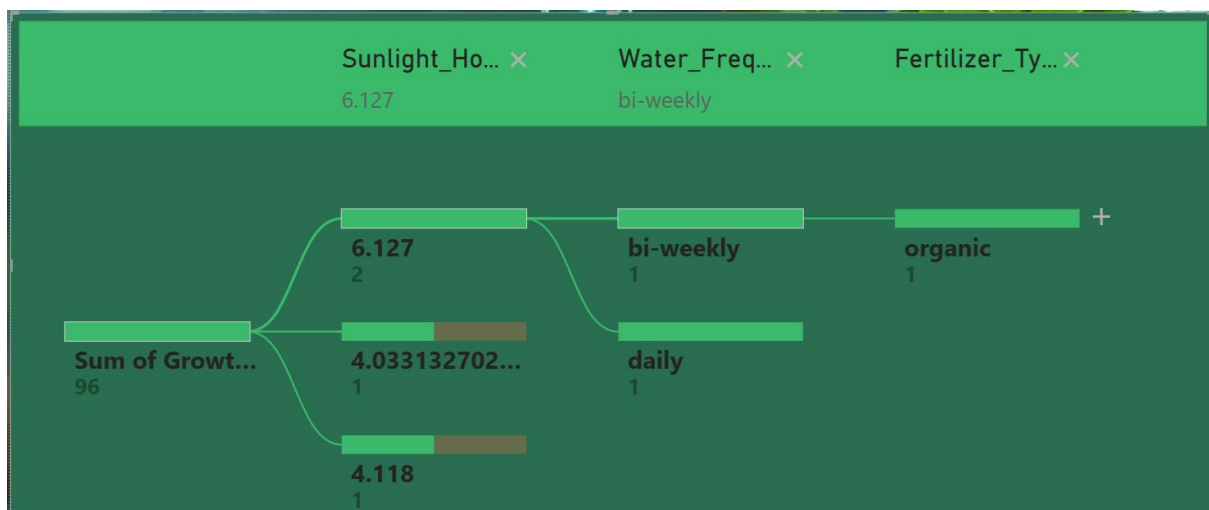 Sunlight_Ho... ×
Water_Freq... ×
Fertilizer_Ty... ×
6.127
bi-weekly
6.127
2
bi-weekly
1
organic
1
+
Sum of Growt...
96
4.033132702...
1
daily
1
4.118
1